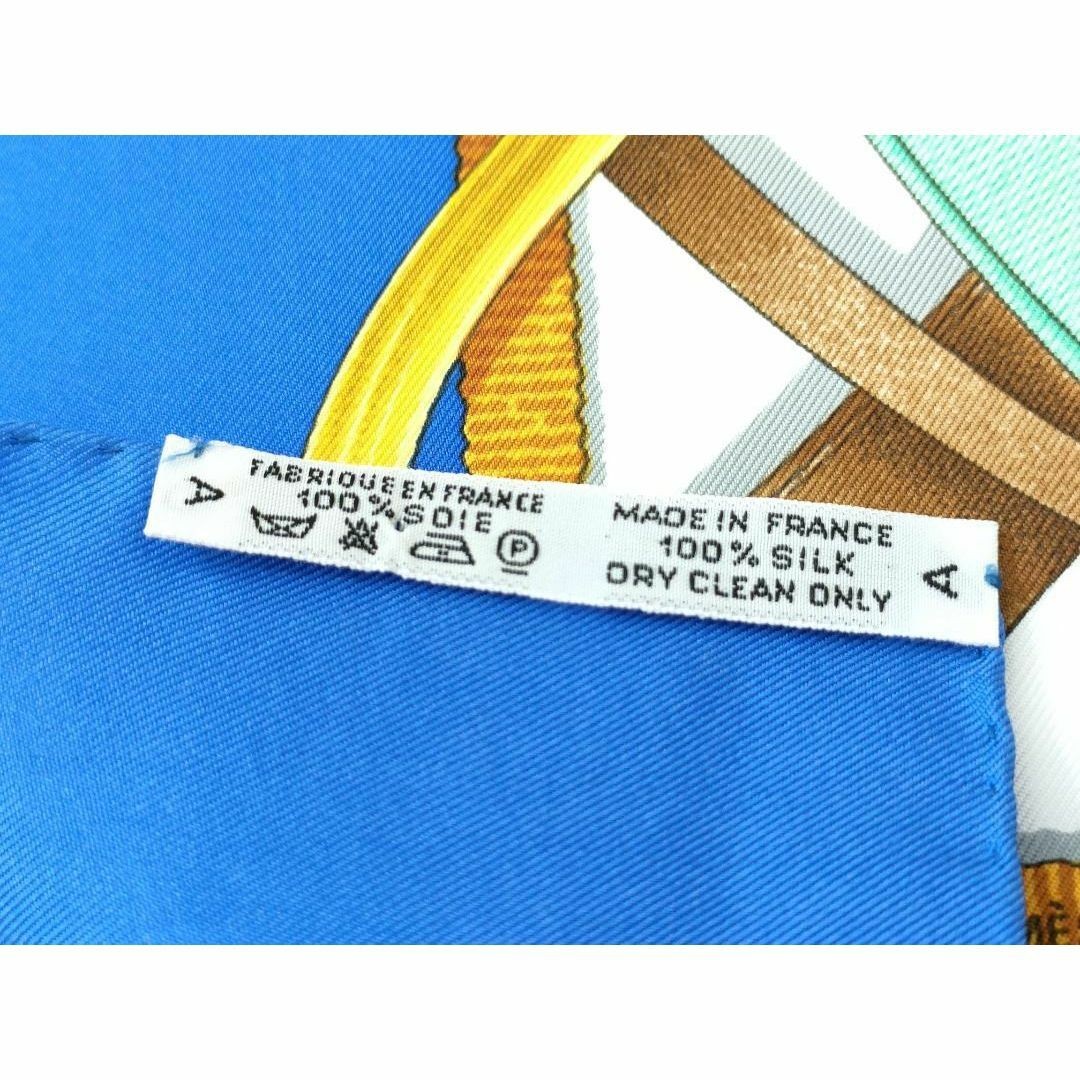 A
FABRIQUE EN FRANCE
100% SOIE
P
MADE IN FRANCE
100% SILK
DRY CLEAN ONLY
A